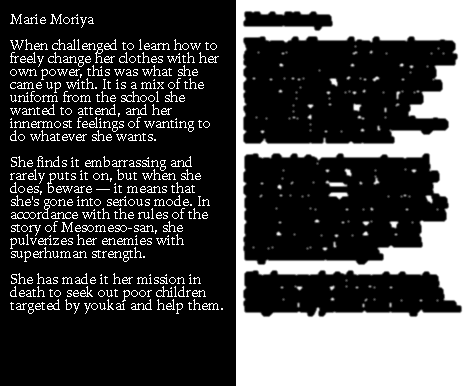 Marie Moriya
When challenged to learn how to
freely change her clothes with her
own power, this was what she
came up with. It is a mix of the
uniform from the school she
wanted to attend, and her
innermost feelings of wanting to
do whatever she wants.
She finds it embarrassing and
rarely puts it on, but when she
does, beware — it means that
she's gone into serious mode. In
accordance with the rules of the
story of Mesomeso-san, she
pulverizes her enemies with
superhuman strength.
She has made it her mission in
death to seek out poor children
targeted by youkai and help them.